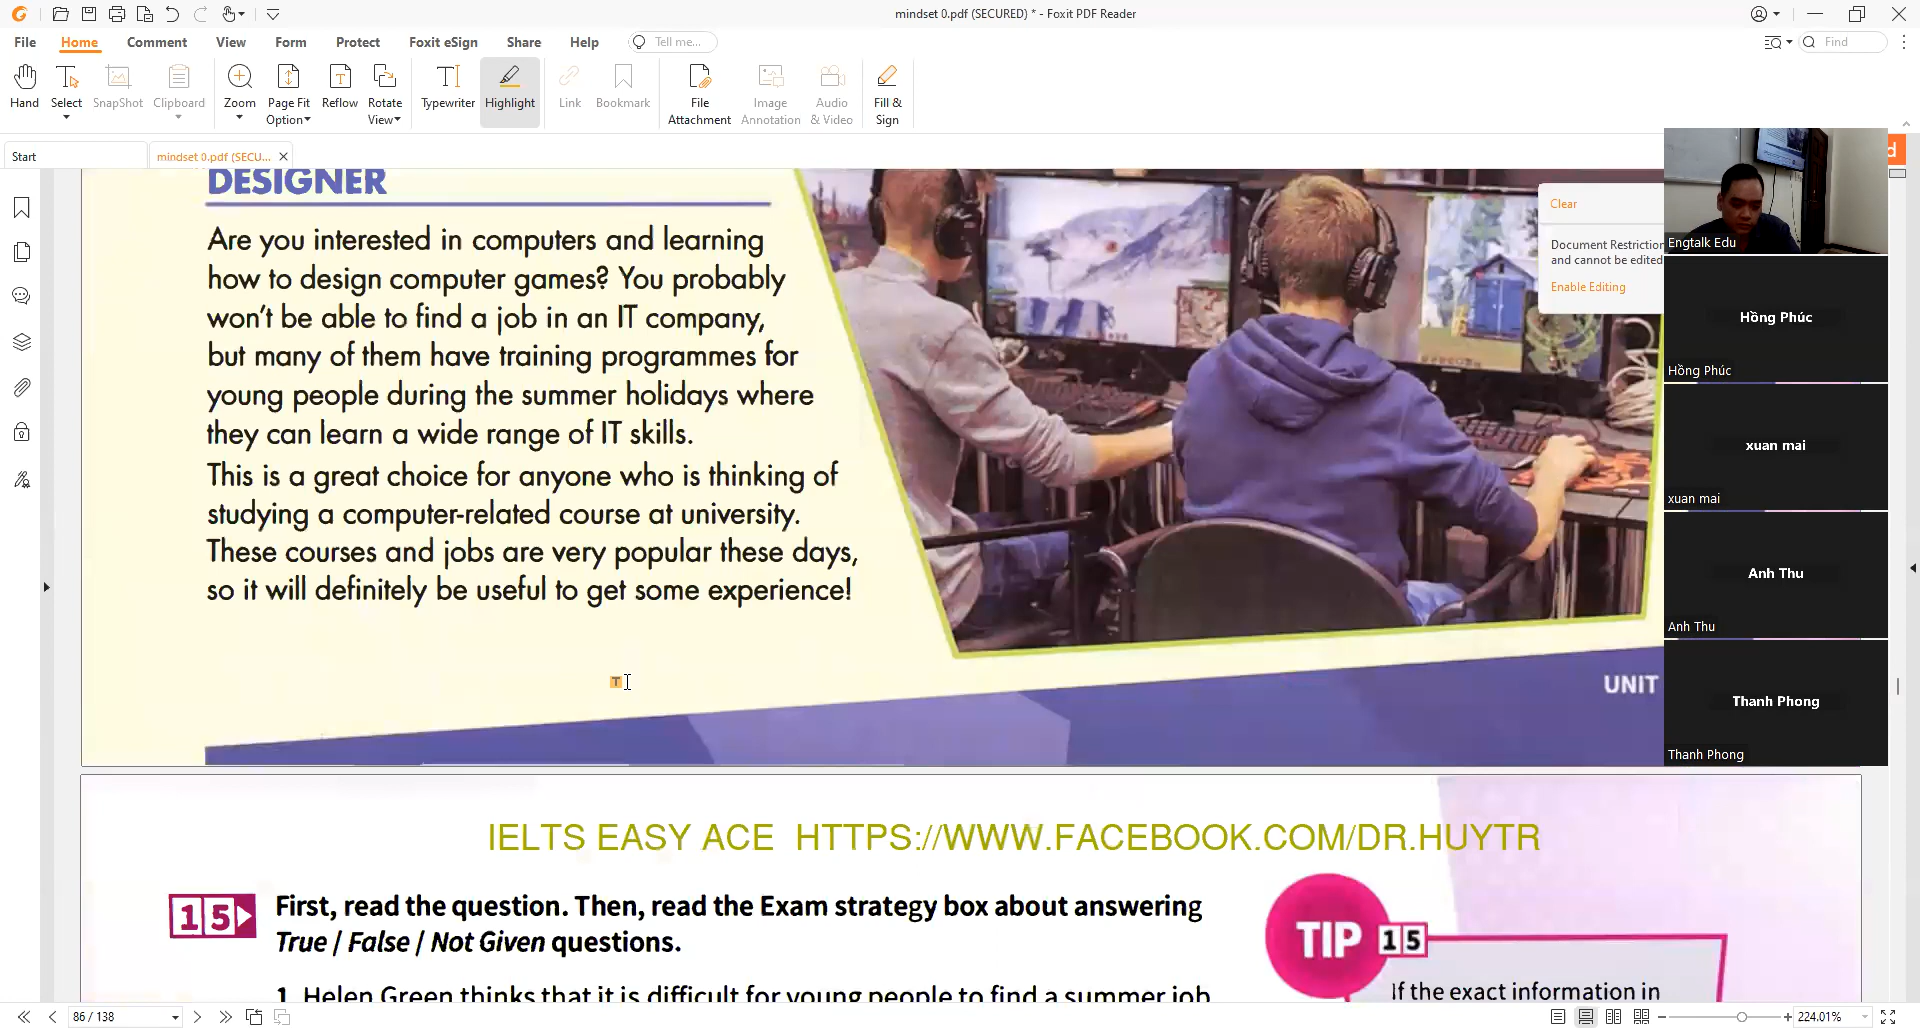 mindset 0.pdf (SECURED) * - Foxit PDF Reader
File Home Comment View Form Protect Foxit eSign Share Help Tell me... Find
Hand Select SnapShot Clipboard Zoom Page Fit Option Reflow Rotate View Typewriter Highlight Link Bookmark File Attachment Image Annotation Audio & Video Fill & Sign
Start mindset 0.pdf (SECU...
DESIGNER
Are you interested in computers and learning
how to design computer games? You probably
won't be able to find a job in an IT company,
but many of them have training programmes for
young people during the summer holidays where
they can learn a wide range of IT skills.
This is a great choice for anyone who is thinking of
studying a computer-related course at university.
These courses and jobs are very popular these days,
so it will definitely be useful to get some experience!
T
UNIT
Clear
Document Restriction
and cannot be edited
Enable Editing
d
Engtalk Edu
Hồng Phúc
Hồng Phúc
xuan mai
xuan mai
Anh Thu
Anh Thu
Thanh Phong
Thanh Phong
IELTS EASY ACE HTTPS://WWW.FACEBOOK.COM/DR.HUYTR
15 First, read the question. Then, read the Exam strategy box about answering
True / False / Not Given questions.
1 Helen Green thinks that it is difficult for young people to find a summer job
TIP 15
If the exact information in
86 / 138
224.01%